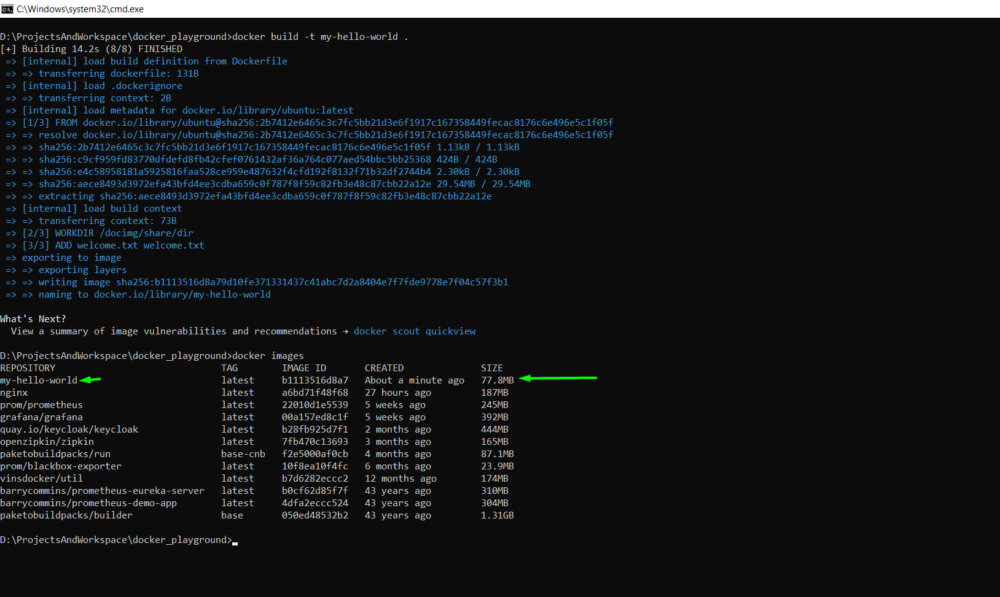 C:\Windows\system32\cmd.exe
D:\ProjectsAndWorkspace\docker_playground>docker build -t my-hello-world .
[+] Building 14.2s (8/8) FINISHED
=> [internal] load build definition from Dockerfile
=> => transferring dockerfile: 131B
=> [internal] load .dockerignore
=> => transferring context: 2B
=> [internal] load metadata for docker.io/library/ubuntu:latest
=> [1/3] FROM docker.io/library/ubuntu@sha256:2b7412e6465c3c7fc5bb21d3e6f1917c167358449fecac8176c6e496e5c1f05f
=> => resolve docker.io/library/ubuntu@sha256:2b7412e6465c3c7fc5bb21d3e6f1917c167358449fecac8176c6e496e5c1f05f
=> => sha256:2b7412e6465c3c7fc5bb21d3e6f1917c167358449fecac8176c6e496e5c1f05f 1.13kB / 1.13kB
=> => sha256:c9cf959fd83770dfdefd8fb42cfef0761432af36a764c077aed54bbc5bb25368 424B / 424B
=> => sha256:e4c58958181a5925816faa528ce959e487632f4cfd192f8132f71b32df2744b4 2.30kB / 2.30kB
=> => sha256:aece8493d3972efa43bfd4ee3cdba659c0f787f8f59c82fb3e48c87cbb22a12e 29.54MB / 29.54MB
=> => extracting sha256:aece8493d3972efa43bfd4ee3cdba659c0f787f8f59c82fb3e48c87cbb22a12e
=> [internal] load build context
=> => transferring context: 73B
=> [2/3] WORKDIR /docimg/share/dir
=> [3/3] ADD welcome.txt welcome.txt
=> exporting to image
=> => exporting layers
=> => writing image sha256:b1113516d8a79d10fe371331437c41abc7d2a8404e7f7fde9778e7f04c57f3b1
=> => naming to docker.io/library/my-hello-world
What's Next?
View a summary of image vulnerabilities and recommendations → docker scout quickview
D:\ProjectsAndWorkspace\docker_playground>docker images
REPOSITORY TAG IMAGE ID CREATED SIZE
my-hello-world latest b1113516d8a7 About a minute ago 77.8MB
nginx latest a6bd71f48f68 27 hours ago 187MB
prom/prometheus latest 22010d1e5539 5 weeks ago 245MB
grafana/grafana latest 00a157ed8c1f 5 weeks ago 392MB
quay.io/keycloak/keycloak latest b28fb925d7f1 2 months ago 444MB
openzipkin/zipkin latest 7fb470c13693 3 months ago 165MB
paketobuildpacks/run base-cnb f2e5000af0cb 4 months ago 87.1MB
prom/blackbox-exporter latest 10f8ea10f4fc 6 months ago 23.9MB
vinsdocker/util latest b7d6282eccc2 12 months ago 174MB
barrycommins/prometheus-eureka-server latest b0cf62d85f7f 43 years ago 310MB
barrycommins/prometheus-demo-app latest 4dfa2eccc524 43 years ago 304MB
paketobuildpacks/builder base 050ed48532b2 43 years ago 1.31GB
D:\ProjectsAndWorkspace\docker_playground>